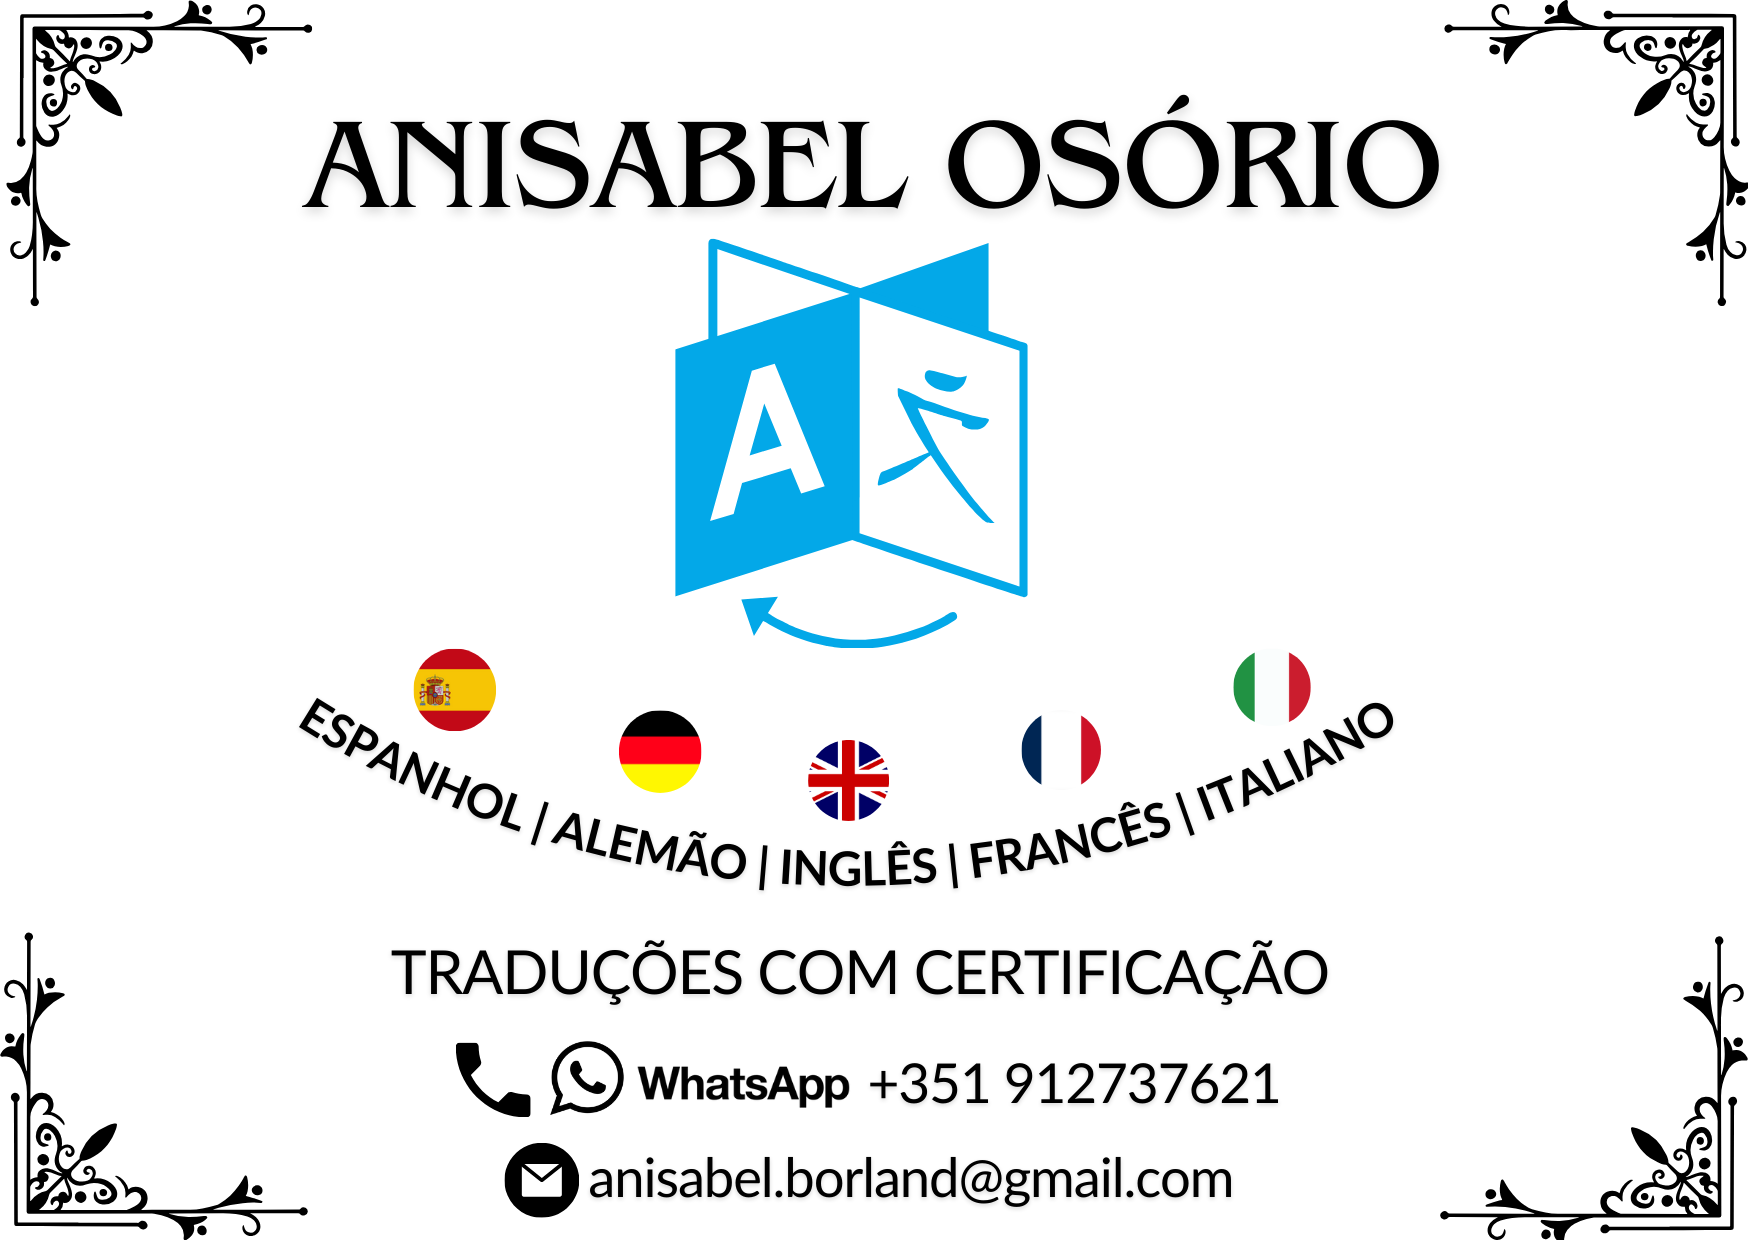 ANISABEL OSÓRIO
A
ESPANHOL | ALEMÃO | INGLÊS | FRANCÊS | ITALIANO
TRADUÇÕES COM CERTIFICAÇÃO
WhatsApp +351 912737621
anisabel.borland@gmail.com